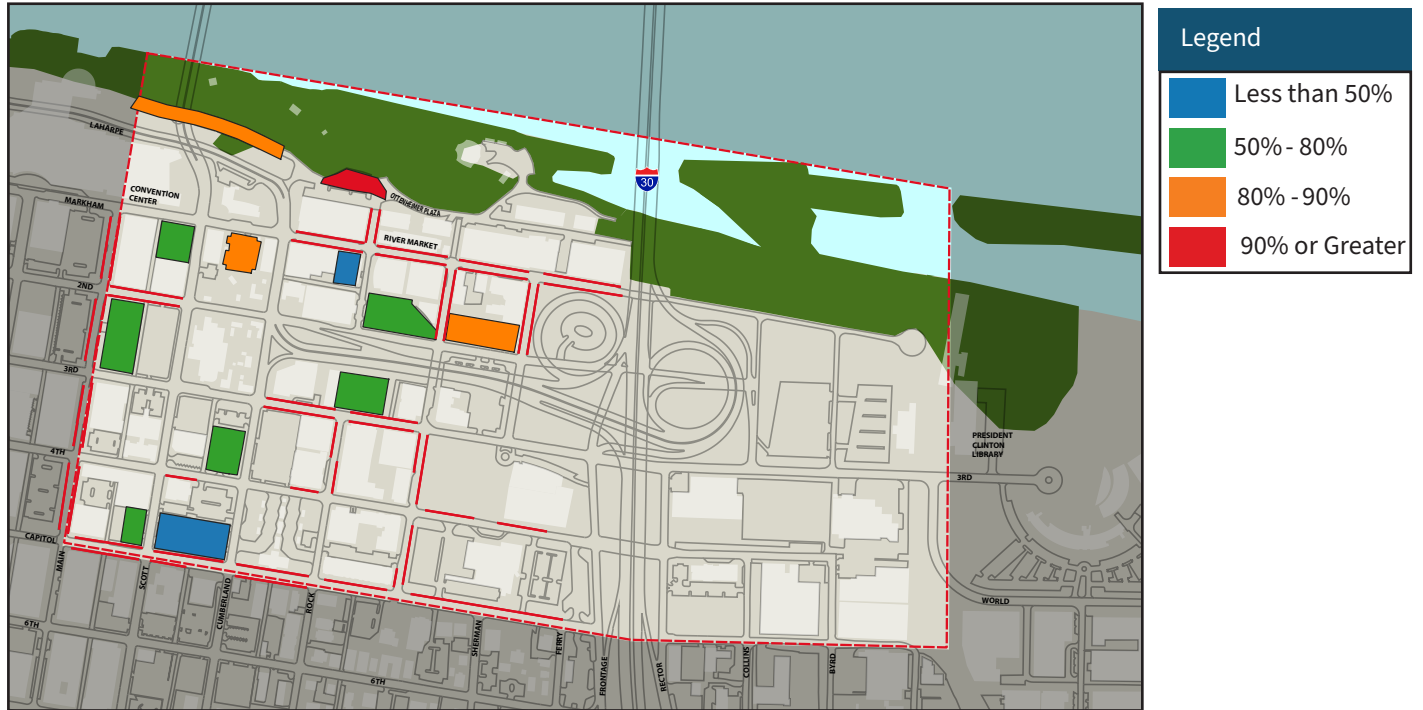 Legend
Less than 50%
50% - 80%
80% - 90%
90% or Greater
30
LAHARPE
CONVENTION
CENTER
MARKHAM
OTTENHEIMER PLAZA
RIVER MARKET
2ND
3RD
4TH
CAPITOL
MAIN
SCOTT
CUMBERLAND
ROCK
SHERMAN
FERRY
FRONTAGE
RECTOR
COLLINS
BYRD
6TH
6TH
PRESIDENT
CLINTON
LIBRARY
3RD
WORLD